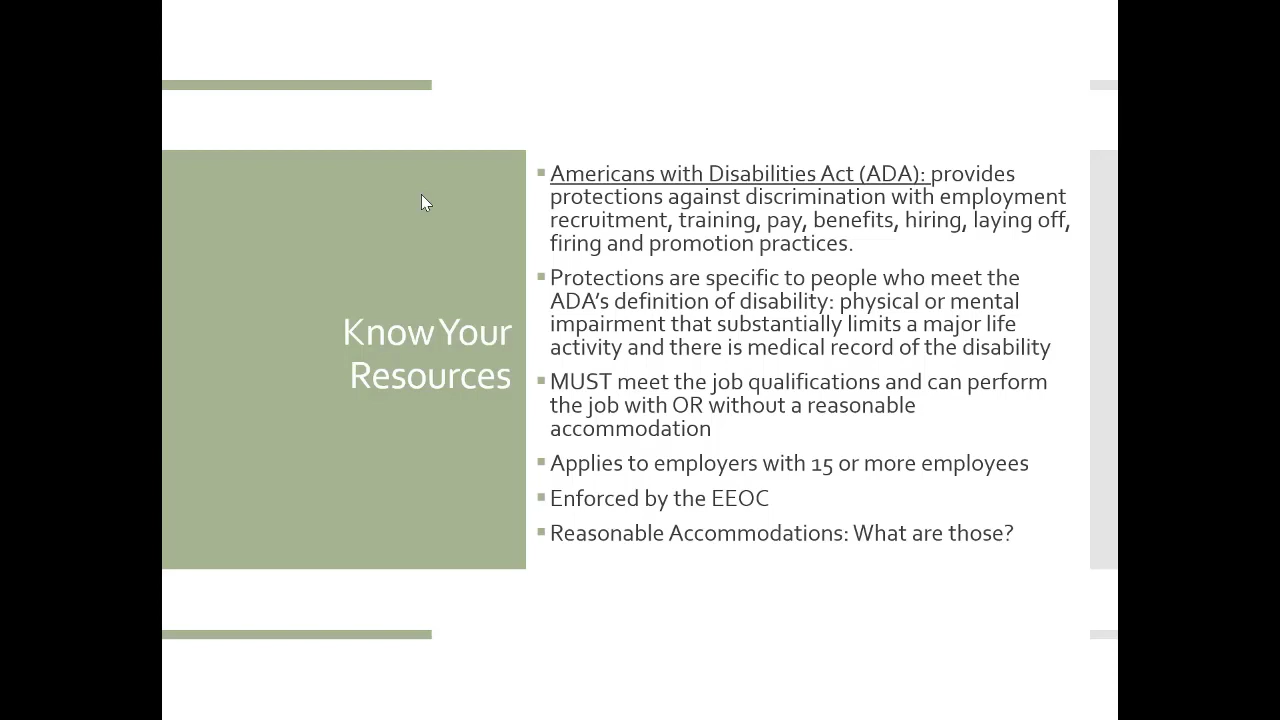 Know Your
Resources
Americans with Disabilities Act (ADA): provides
protections against discrimination with employment
recruitment, training, pay, benefits, hiring, laying off,
firing and promotion practices.
Protections are specific to people who meet the
ADA’s definition of disability: physical or mental
impairment that substantially limits a major life
activity and there is medical record of the disability
MUST meet the job qualifications and can perform
the job with OR without a reasonable
accommodation
Applies to employers with 15 or more employees
Enforced by the EEOC
Reasonable Accommodations: What are those?